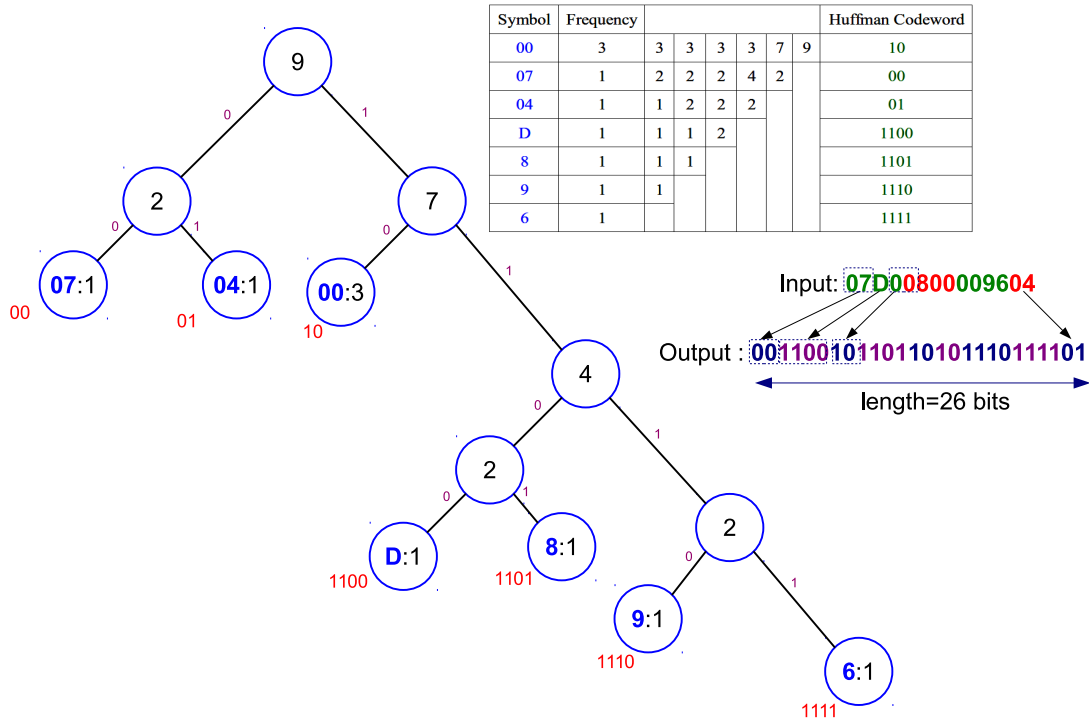 Symbol Frequency Huffman Codeword
00 3 3 3 3 3 7 9 10
07 1 2 2 2 4 2 00
04 1 1 2 2 2 01
D 1 1 1 2 1100
8 1 1 1 1101
9 1 1 1110
6 1 1111
9
0 1
2 7
0 1 0 1
07:1 04:1 00:3
00 01 10
4
0 1
2 2
0 1 0 1
D:1 8:1
1100 1101
9:1 6:1
1110 1111
Input: 07D00800009604
Output : 00110010110110101110111101
length=26 bits